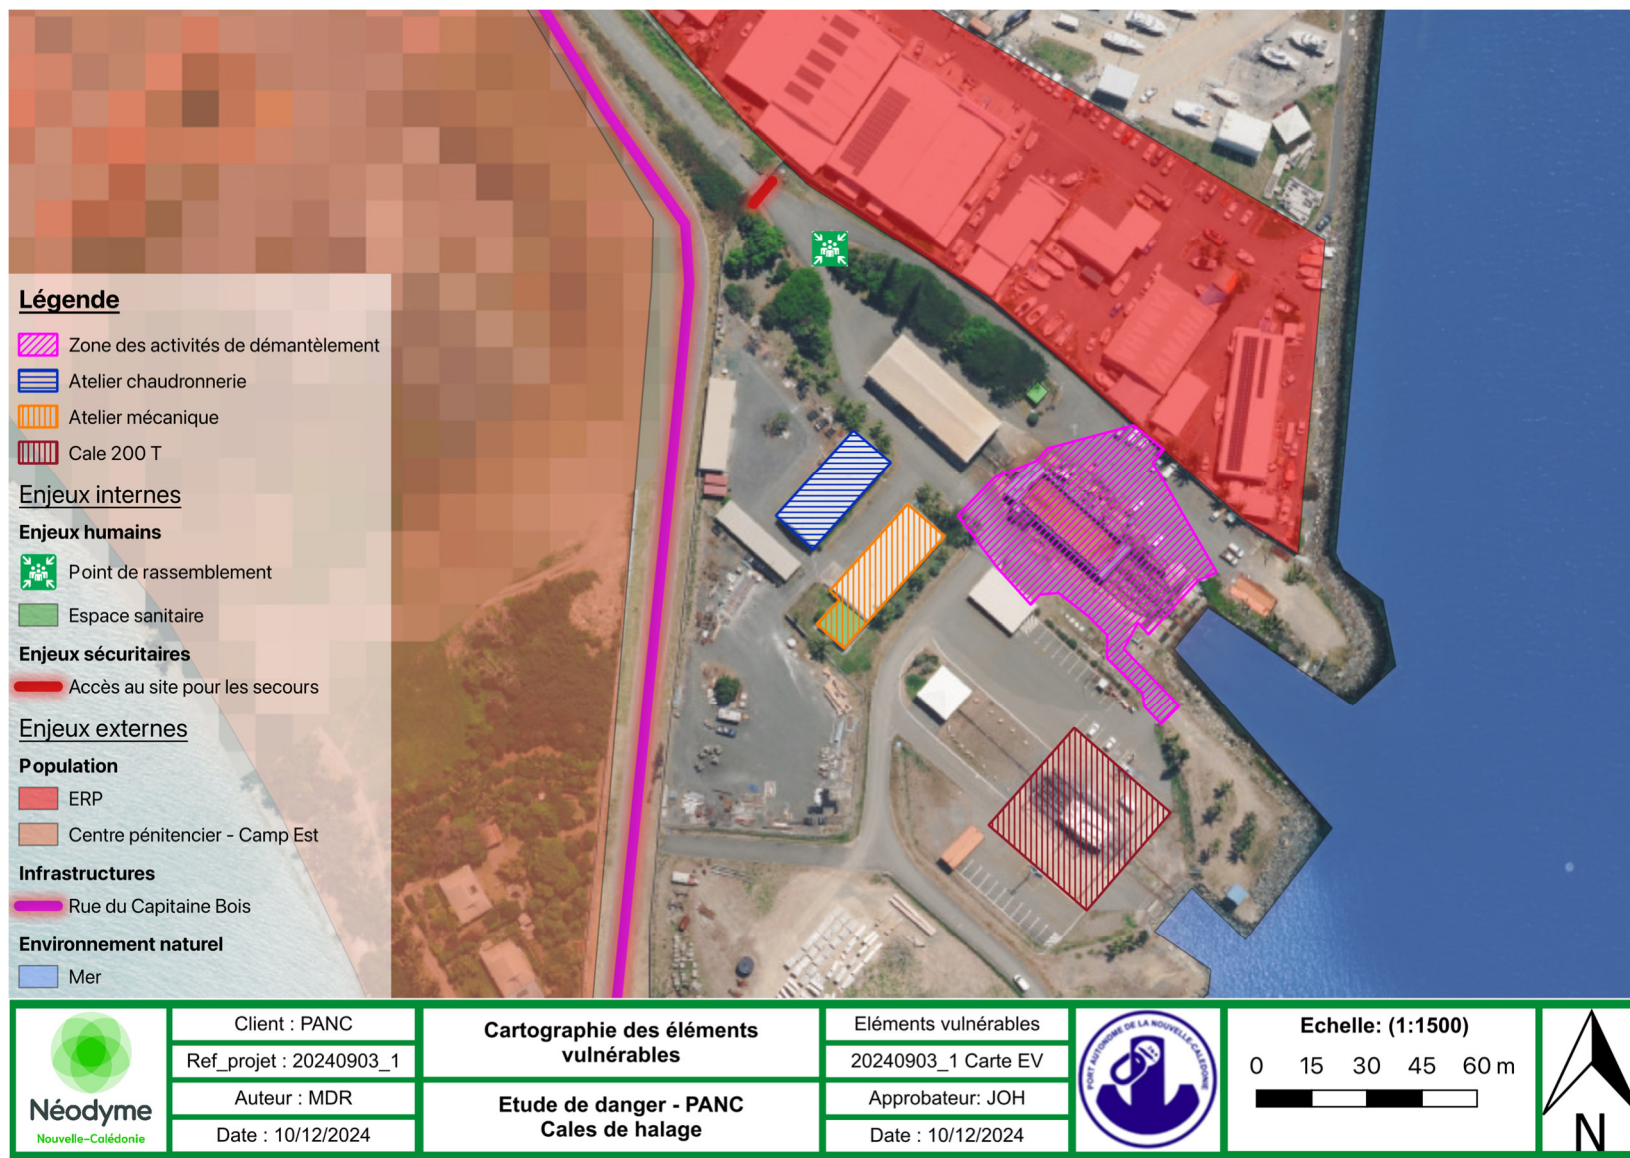 Légende
Zone des activités de démantèlement
Atelier chaudronnerie
Atelier mécanique
Cale 200 T
Enjeux internes
Enjeux humains
Point de rassemblement
Espace sanitaire
Enjeux sécuritaires
Accès au site pour les secours
Enjeux externes
Population
ERP
Centre pénitencier - Camp Est
Infrastructures
Rue du Capitaine Bois
Environnement naturel
Mer
Néodyme
Nouvelle-Calédonie
Client : PANC
Ref_projet : 20240903_1
Auteur : MDR
Date : 10/12/2024
Cartographie des éléments
vulnérables
Etude de danger - PANC
Cales de halage
Eléments vulnérables
20240903_1 Carte EV
Approbateur: JOH
Date : 10/12/2024
PORT AUTONOME DE LA NOUVELLE-CALEDONIE
Echelle: (1:1500)
0 15 30 45 60 m
N